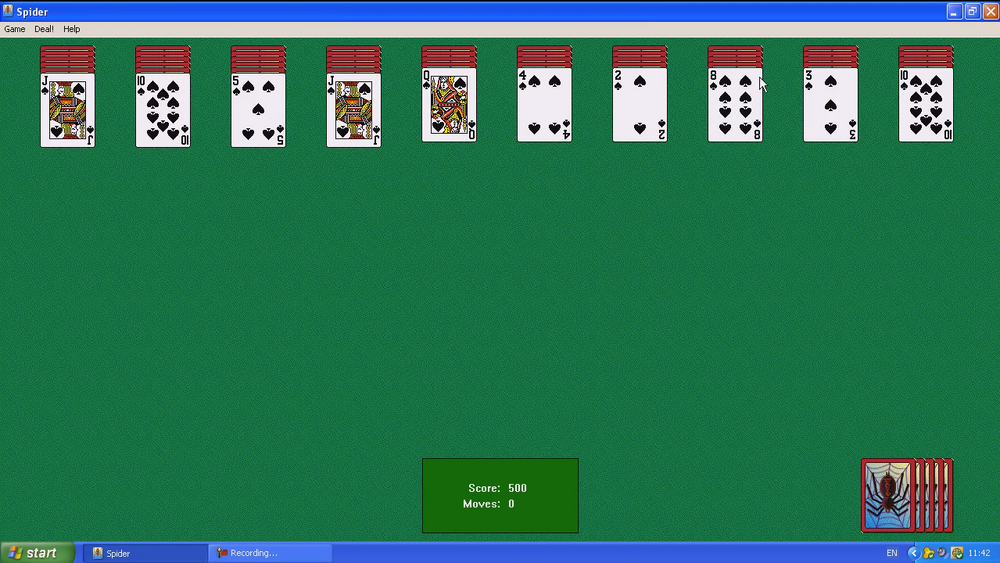 Spider
Game Deal! Help
J 10 5 J Q 4 2 8 3 10
J 10 5 J Q 4 2 8 3 10
Score: 500
Moves: 0
start Spider Recording... EN 11:42